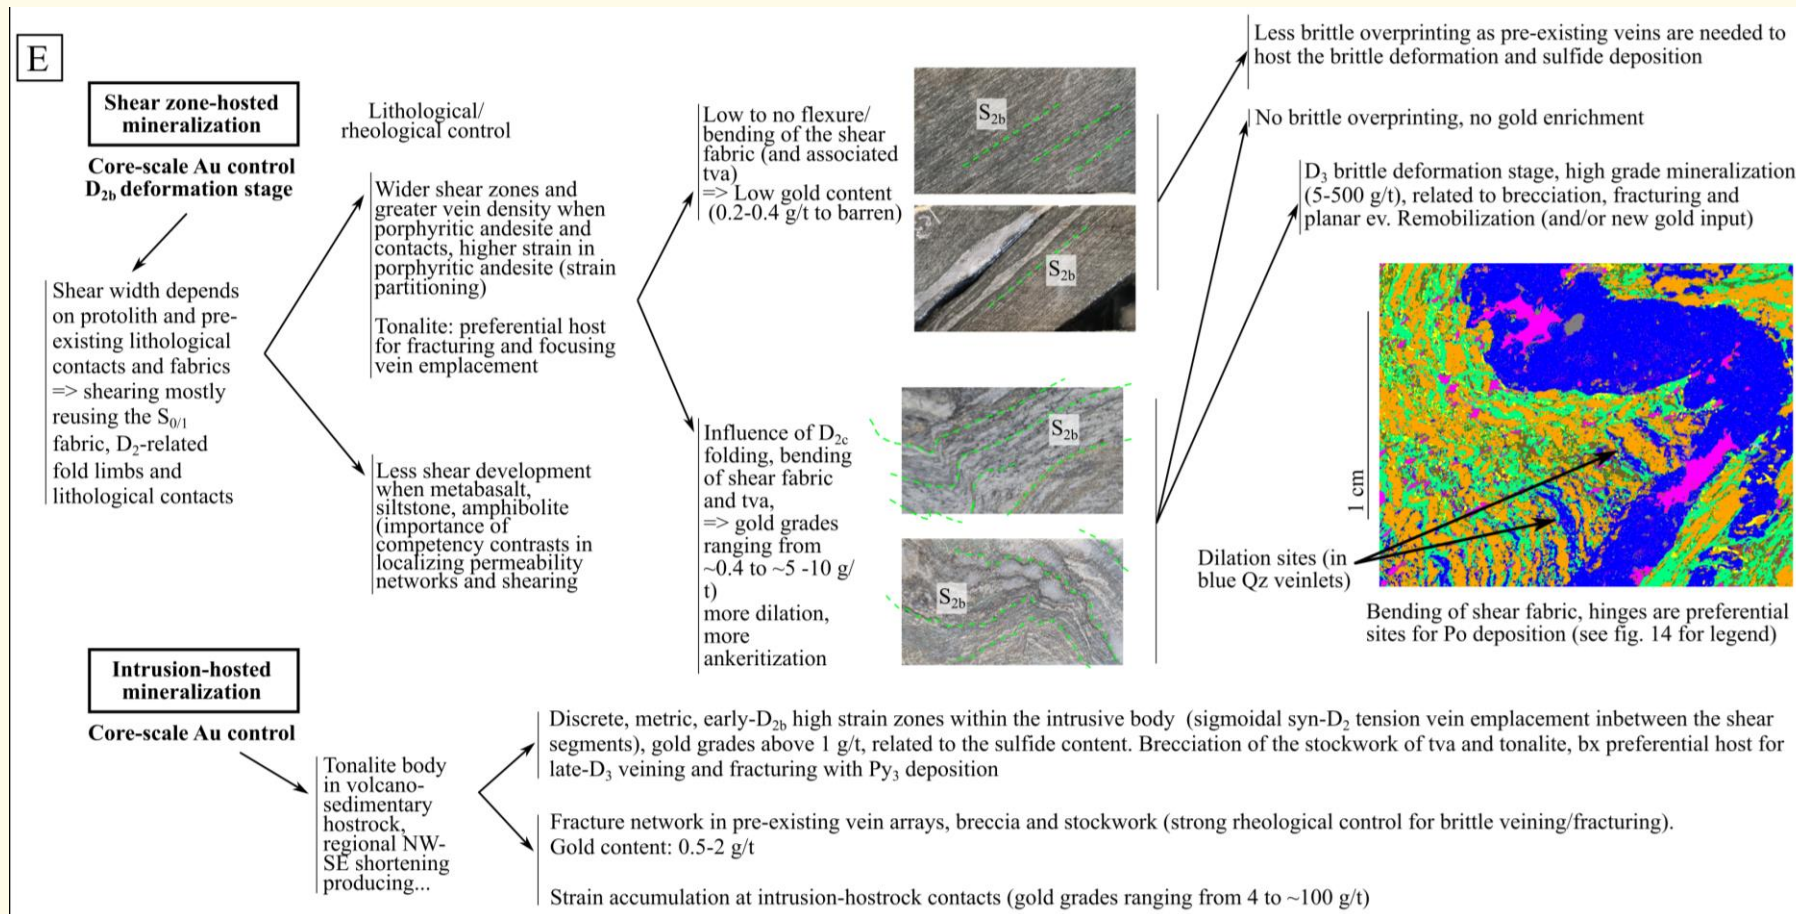 E
Shear zone-hosted
mineralization
Core-scale Au control
D2b deformation stage
Shear width depends
on protolith and pre-
existing lithological
contacts and fabrics
=> shearing mostly
reusing the S0/1
fabric, D2-related
fold limbs and
lithological contacts
Lithological/
rheological control
Wider shear zones and
greater vein density when
porphyritic andesite and
contacts, higher strain in
porphyritic andesite (strain
partitioning)
Tonalite: preferential host
for fracturing and focusing
vein emplacement
Less shear development
when metabasalt,
siltstone, amphibolite
(importance of
competency contrasts in
localizing permeability
networks and shearing
Low to no flexure/
bending of the shear
fabric (and associated
tva)
=> Low gold content
(0.2-0.4 g/t to barren)
S2b
S2b
Influence of D2c
folding, bending
of shear fabric
and tva,
=> gold grades
ranging from
~0.4 to ~5 -10 g/
t)
more dilation,
more
ankeritization
S2b
S2b
Less brittle overprinting as pre-existing veins are needed to
host the brittle deformation and sulfide deposition
No brittle overprinting, no gold enrichment
D3 brittle deformation stage, high grade mineralization
(5-500 g/t), related to brecciation, fracturing and
planar ev. Remobilization (and/or new gold input)
1 cm
Dilation sites (in
blue Qz veinlets)
Bending of shear fabric, hinges are preferential
sites for Po deposition (see fig. 14 for legend)
Intrusion-hosted
mineralization
Core-scale Au control
Tonalite body
in volcano-
sedimentary
hostrock,
regional NW-
SE shortening
producing...
Discrete, metric, early-D2b high strain zones within the intrusive body (sigmoidal syn-D2 tension vein emplacement inbetween the shear
segments), gold grades above 1 g/t, related to the sulfide content. Brecciation of the stockwork of tva and tonalite, bx preferential host for
late-D3 veining and fracturing with Py3 deposition
Fracture network in pre-existing vein arrays, breccia and stockwork (strong rheological control for brittle veining/fracturing).
Gold content: 0.5-2 g/t
Strain accumulation at intrusion-hostrock contacts (gold grades ranging from 4 to ~100 g/t)